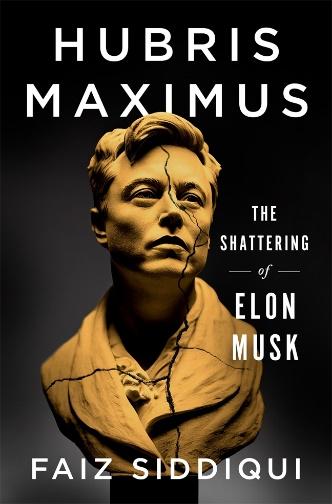 HUBRIS
MAXIMUS
THE
SHATTERING
of
ELON
MUSK
FAIZ SIDDIQUI